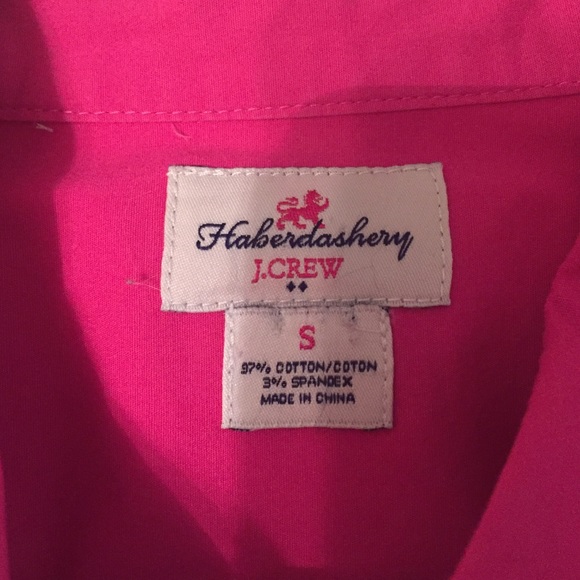 Haberdashery
J.CREW
S
97% COTTON/COTON
3% SPANDEX
MADE IN CHINA